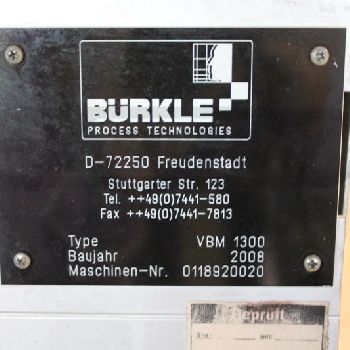 BÜRKLE
PROCESS TECHNOLOGIES
D-72250 Freudenstadt
Stuttgarter Str. 123
Tel. ++49(0)7441-580
Fax ++49(0)7441-7813
Type VBM 1300
Baujahr 2008
Maschinen-Nr. 0118920020
Geprüft